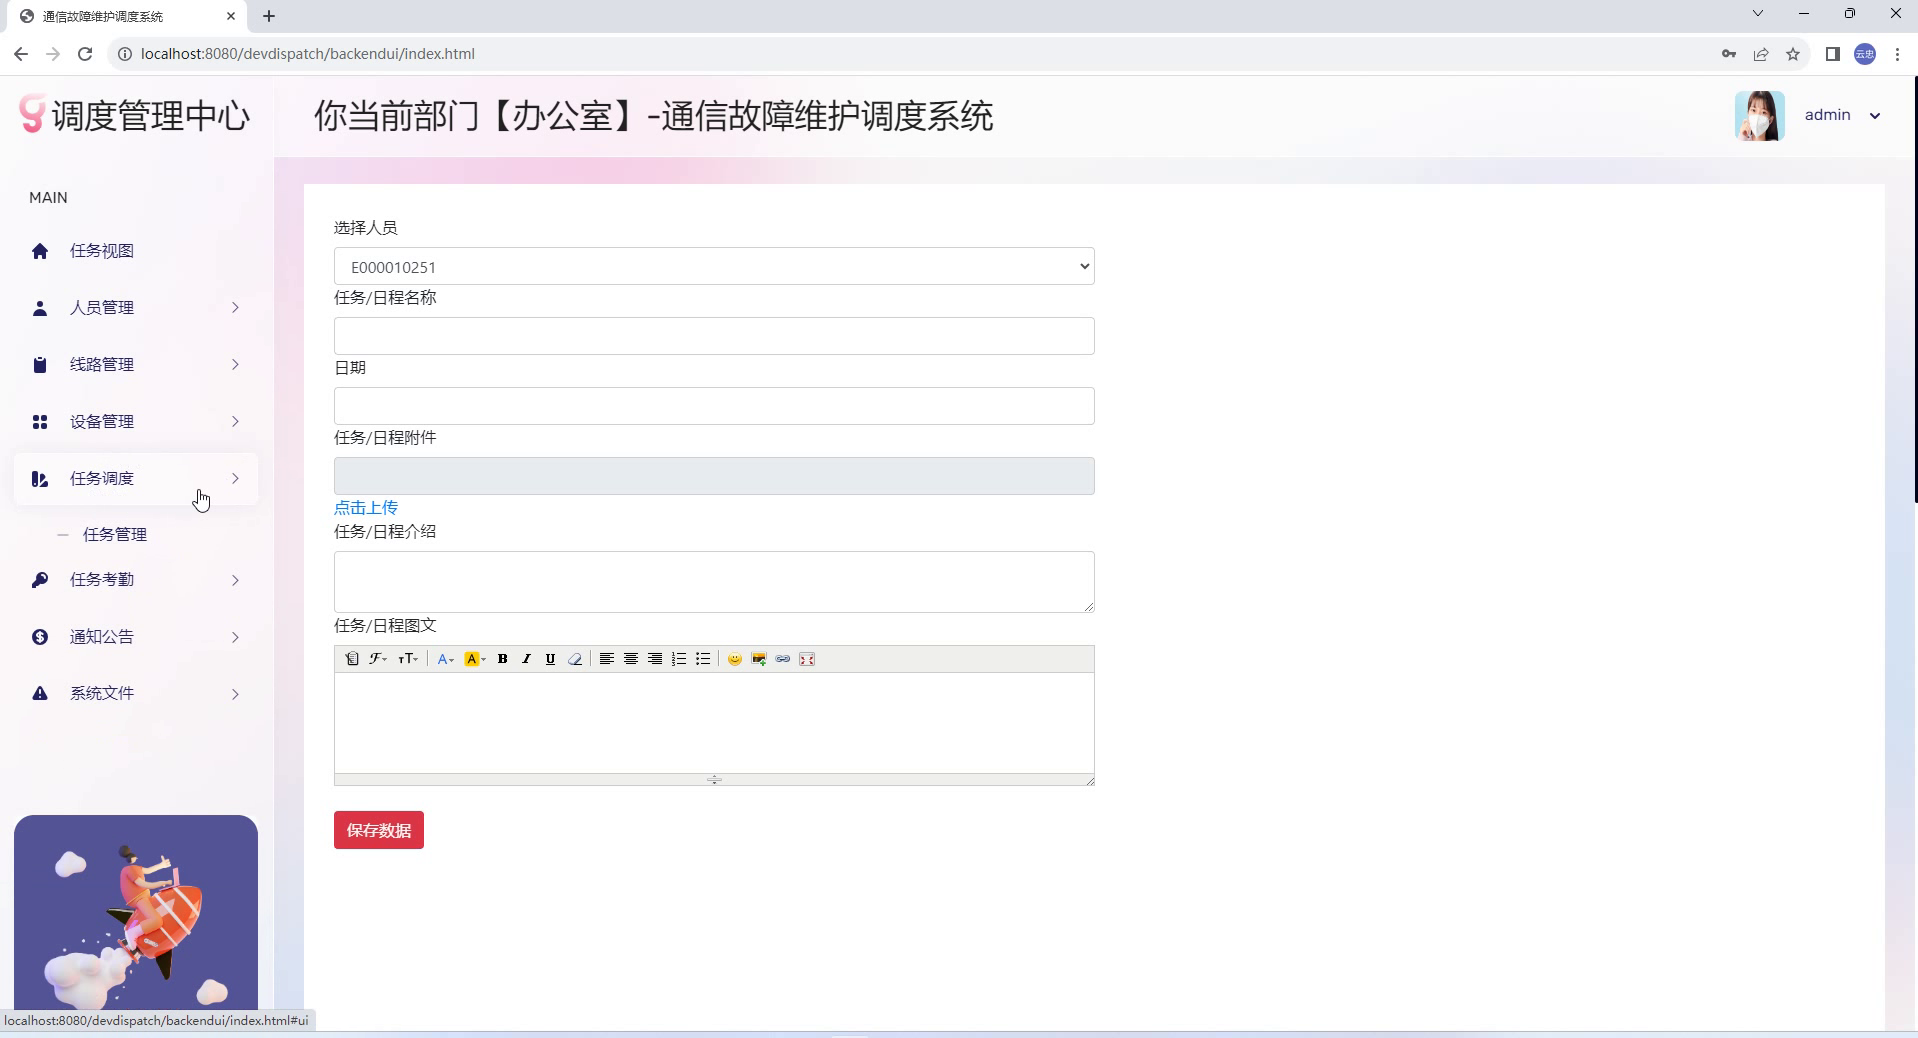 通信故障维护调度系统
localhost:8080/devdispatch/backendui/index.html
云忠
调度管理中心
你当前部门【办公室】-通信故障维护调度系统
admin
MAIN
任务视图
人员管理
线路管理
设备管理
任务调度
任务管理
任务考勤
通知公告
系统文件
选择人员
E000010251
任务/日程名称
日期
任务/日程附件
点击上传
任务/日程介绍
任务/日程图文
保存数据
localhost:8080/devdispatch/backendui/index.html#ui